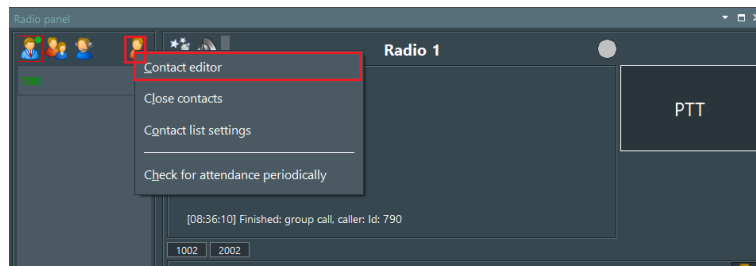 Radio panel
Radio 1
Contact editor
Close contacts
Contact list settings
Check for attendance periodically
PTT
[08:36:10] Finished: group call, caller: Id: 790
1002 2002